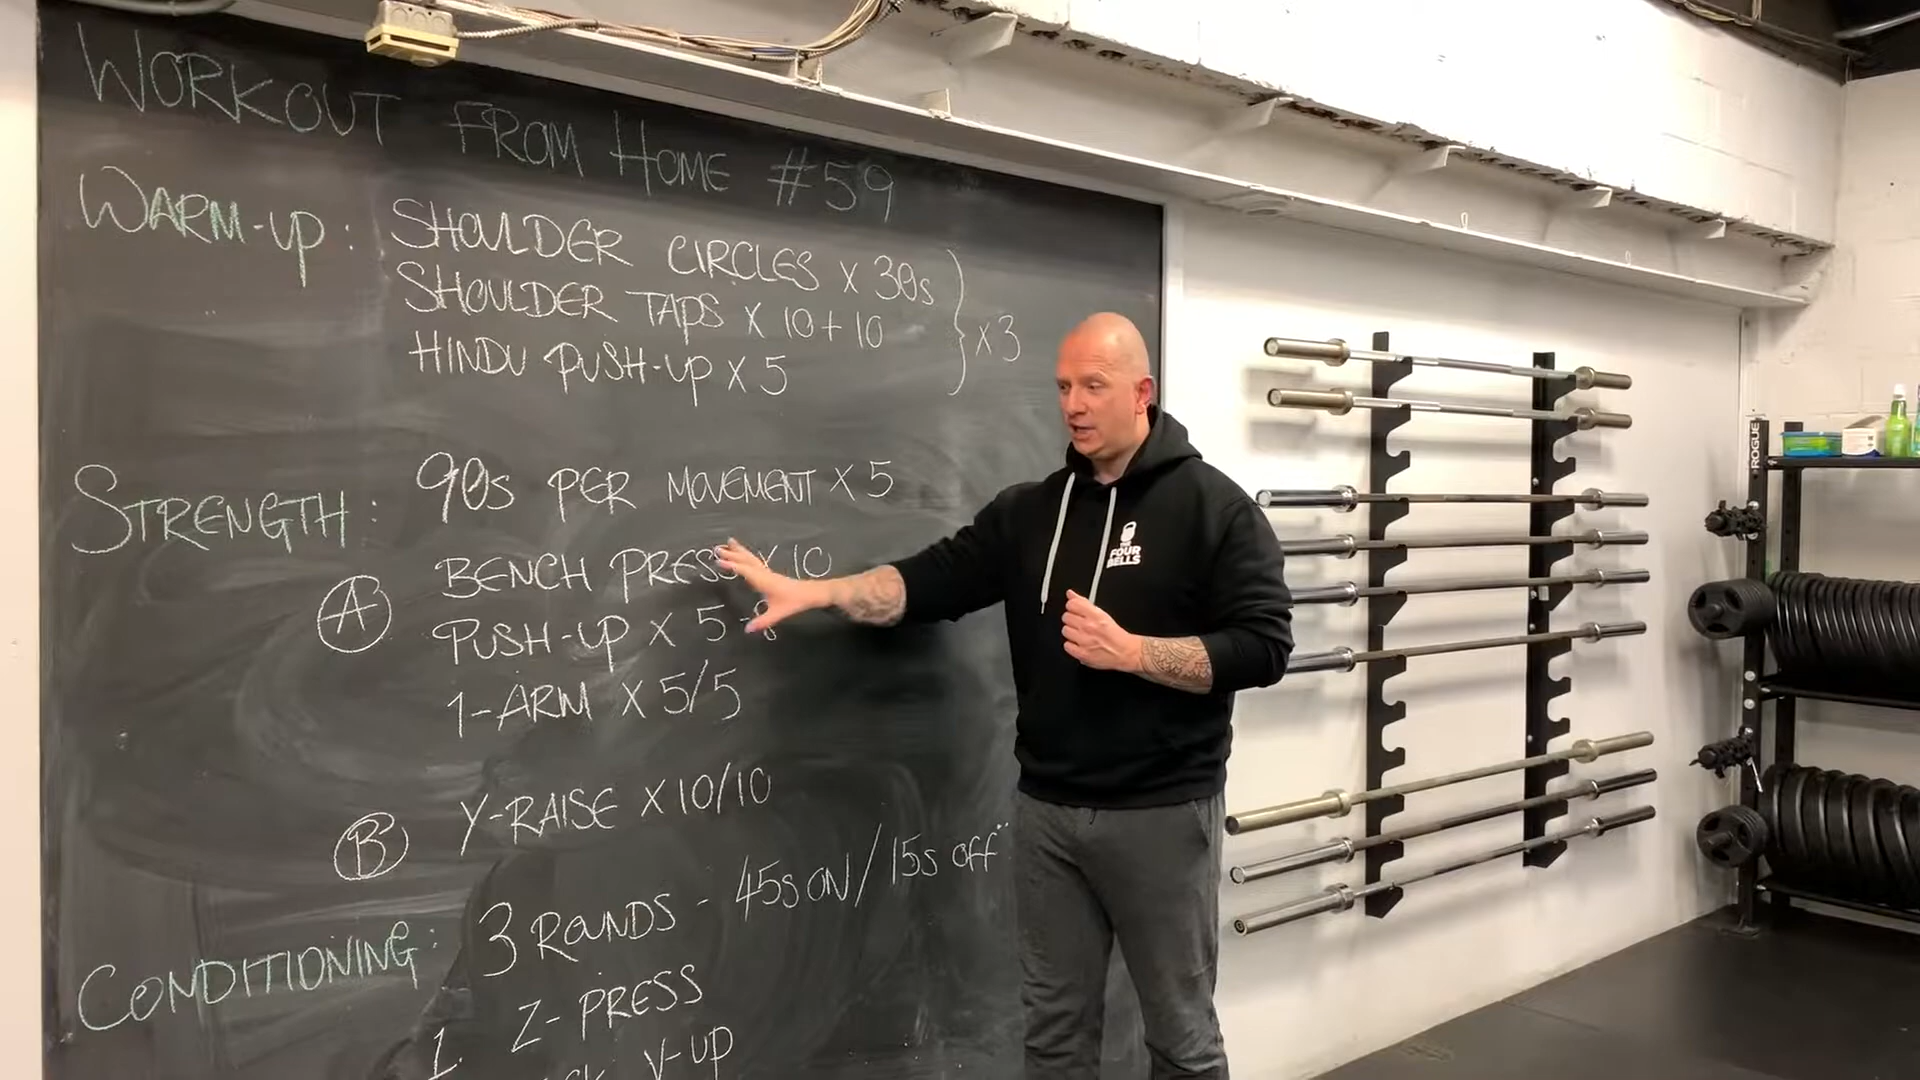 WORKOUT FROM HOME #59
WARM-UP: SHOULDER CIRCLES X 30s
SHOULDER TAPS X 10+10
HINDU PUSH-UP X 5
} X3
STRENGTH: 90s PER MOVEMENT X 5
A
BENCH PRESS X 10
PUSH-UP X 5-8
1-ARM X 5/5
B
Y-RAISE X 10/10
CONDITIONING: 3 ROUNDS - 45s ON/15s OFF
1 Z-PRESS
V-UP
THE FOUR BELLS
ROGUE